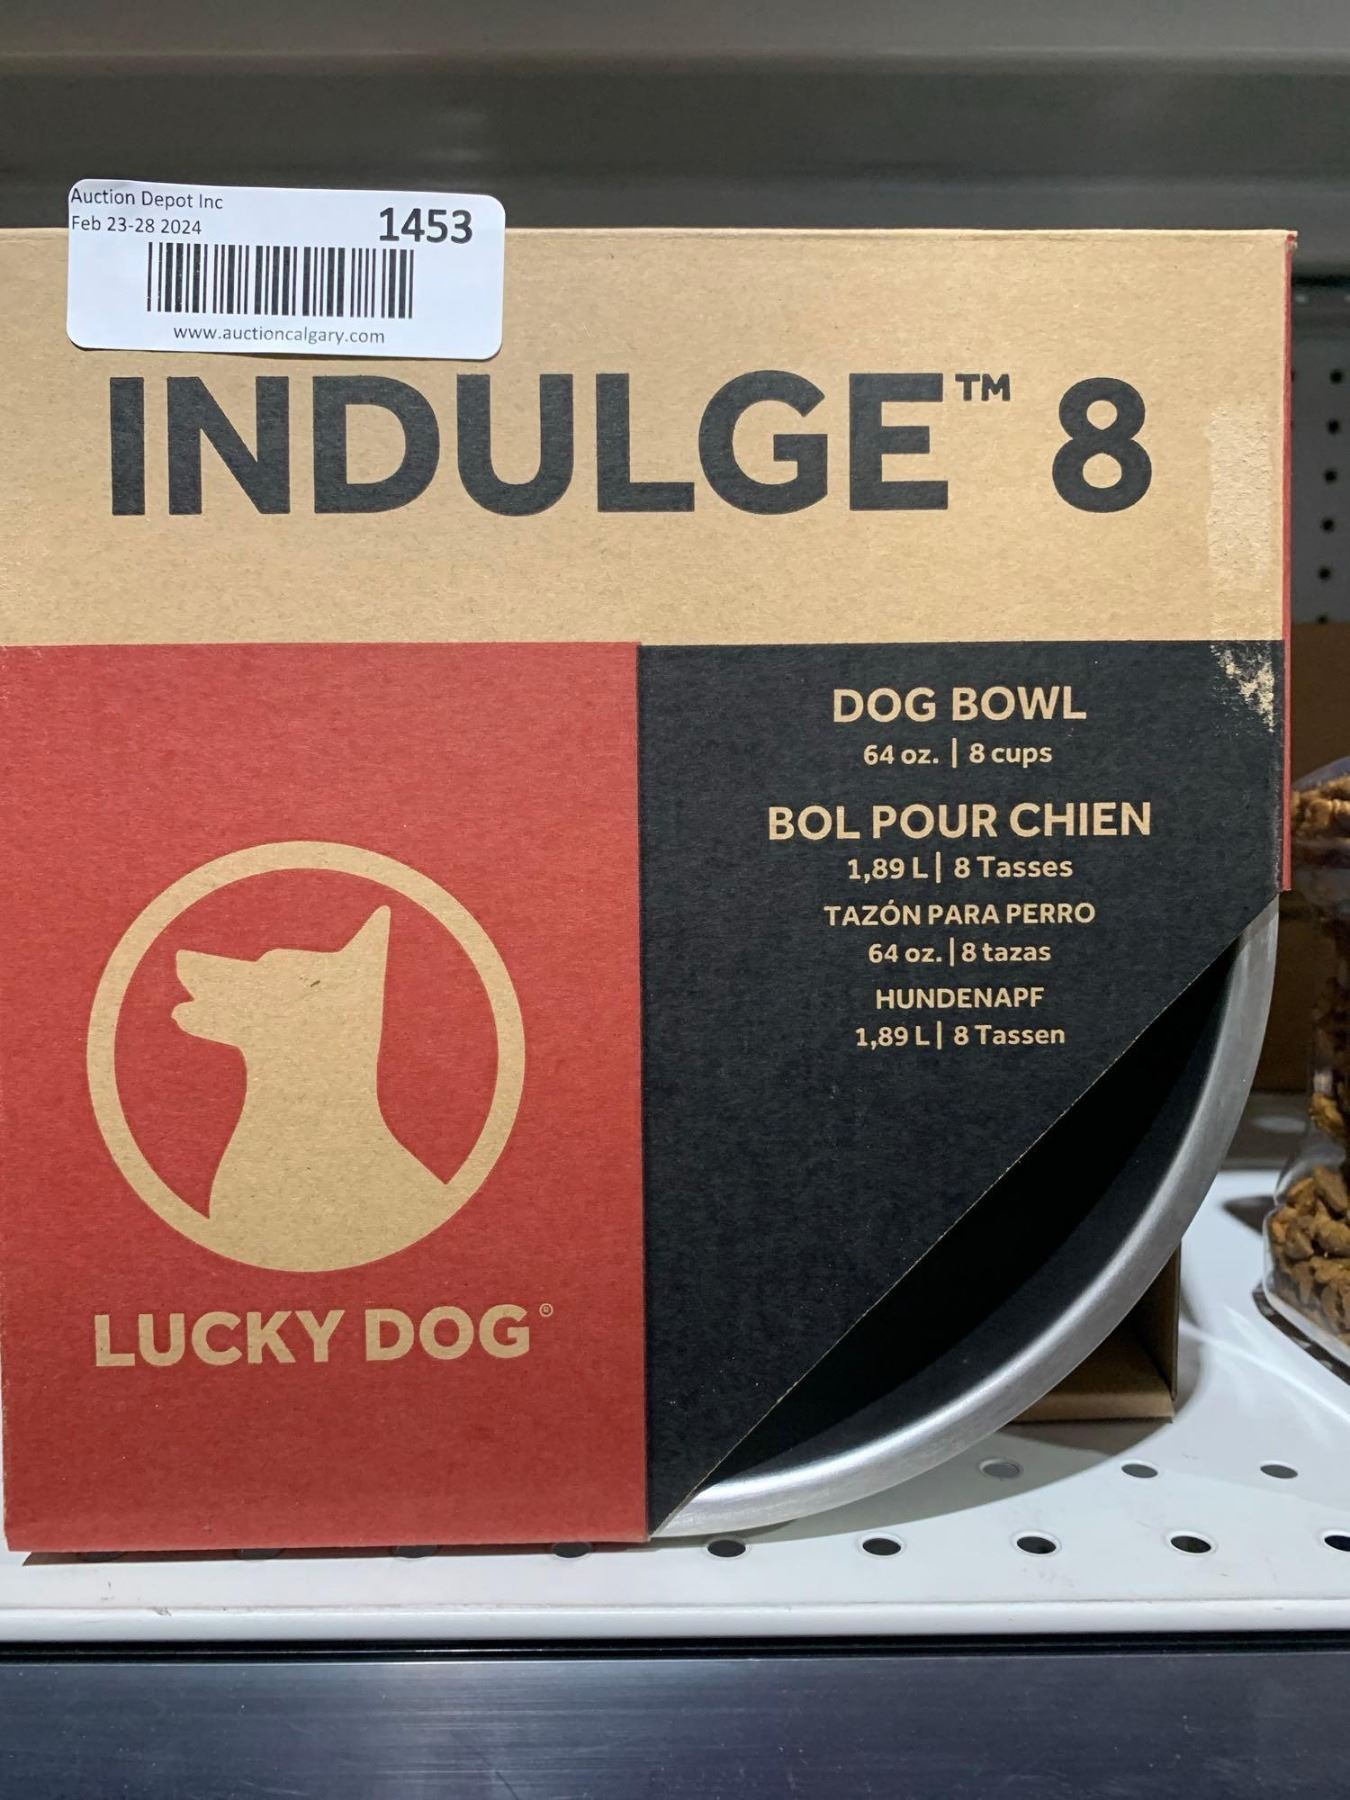 Auction Depot Inc
Feb 23-28 2024
1453
www.auctioncalgary.com
INDULGE™ 8
DOG BOWL
64 oz. | 8 cups
BOL POUR CHIEN
1,89 L | 8 Tasses
TAZÓN PARA PERRO
64 oz. | 8 tazas
HUNDENAPF
1,89 L | 8 Tassen
LUCKY DOG®